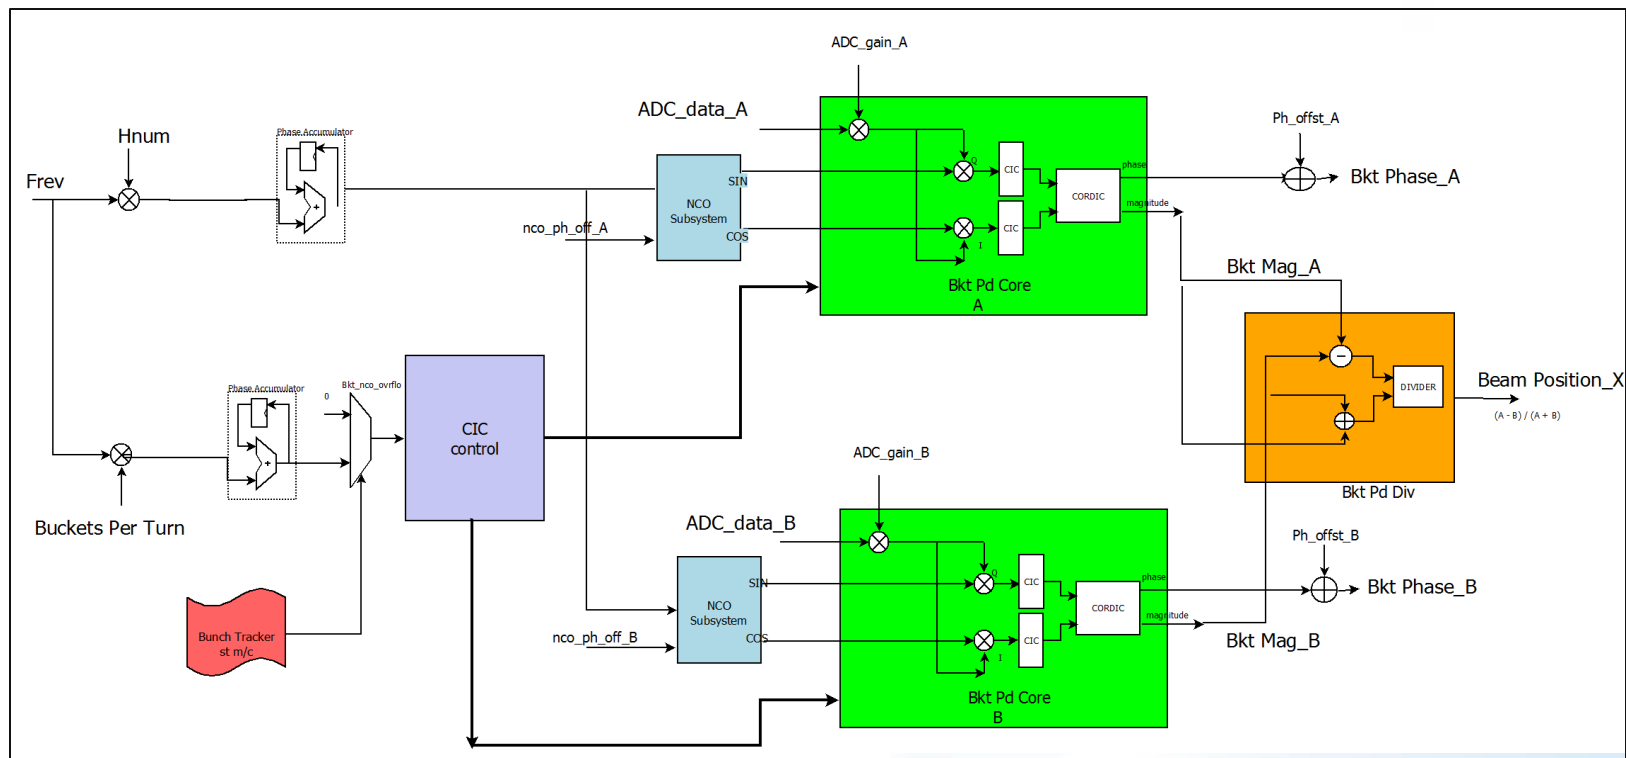 ADC_gain_A
ADC_data_A
Hnum
Phase Accumulator
Frev
+
nco_ph_off_A
NCO
Subsystem
SIN
COS
Q
I
CIC
CIC
CORDIC
phase
magnitude
Bkt Pd Core
A
Ph_offst_A
Bkt Phase_A
Bkt Mag_A
Phase Accumulator
+
Buckets Per Turn
Bkt_nco_ovrflo
0
CIC
control
Bunch Tracker
st m/c
DIVIDER
Bkt Pd Div
Beam Position_X
(A - B) / (A + B)
ADC_gain_B
ADC_data_B
nco_ph_off_B
NCO
Subsystem
SIN
COS
Q
I
CIC
CIC
CORDIC
phase
magnitude
Bkt Pd Core
B
Ph_offst_B
Bkt Phase_B
Bkt Mag_B